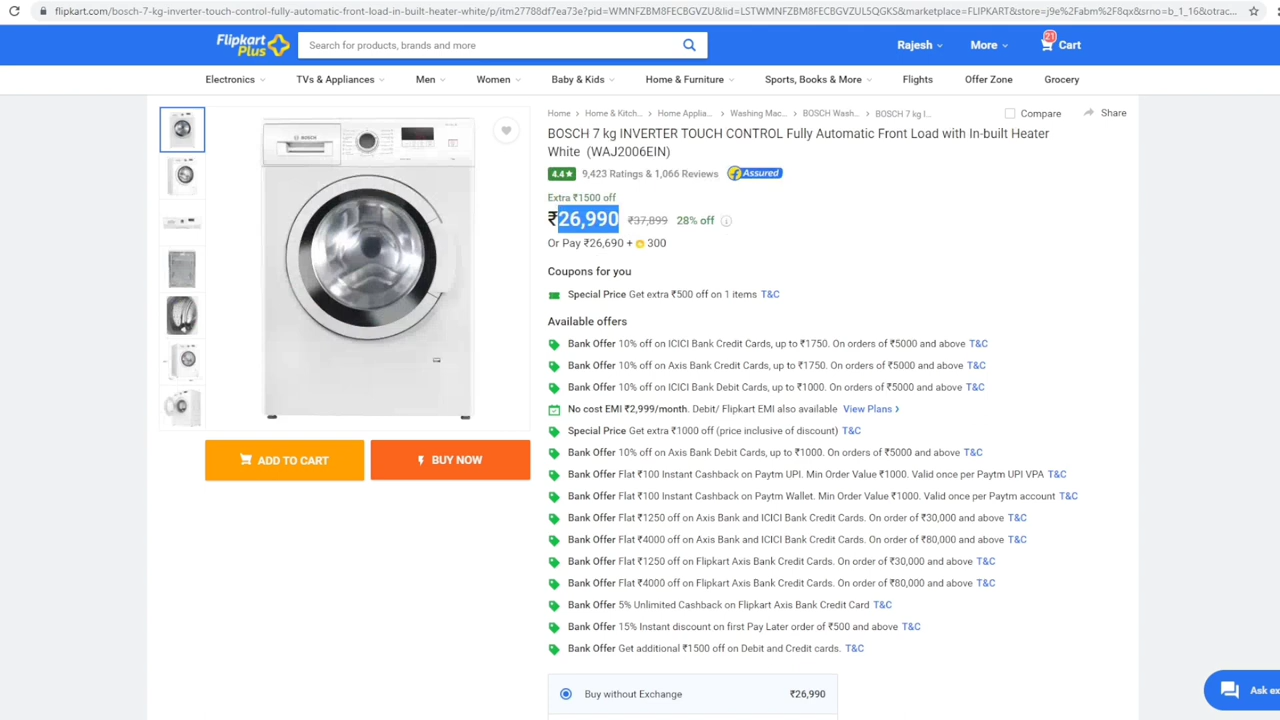 flipkart.com/bosch-7-kg-inverter-touch-control-fully-automatic-front-load-in-built-heater-white/p/itm27788df7ea73e?pid=WMNFZBM8FECBGVZU&lid=LSTWMNFZBM8FECBGVZUL5QGKS&marketplace=FLIPKART&store=j9e%2Fabm%2F8qx&srno=b_1_16&otrac...
Flipkart
Plus
Search for products, brands and more
Rajesh
More
21
Cart
Electronics
TVs & Appliances
Men
Women
Baby & Kids
Home & Furniture
Sports, Books & More
Flights
Offer Zone
Grocery
Home > Home & Kitch... > Home Applia... > Washing Mac... > BOSCH Wash... > BOSCH 7 kg I...
Compare
Share
BOSCH 7 kg INVERTER TOUCH CONTROL Fully Automatic Front Load with In-built Heater
White (WAJ2006EIN)
4.4★ 9,423 Ratings & 1,066 Reviews f Assured
Extra ₹1500 off
₹26,990 ₹37,899 28% off
Or Pay ₹26,690 + 300
Coupons for you
Special Price Get extra ₹500 off on 1 items T&C
Available offers
Bank Offer 10% off on ICICI Bank Credit Cards, up to ₹1750. On orders of ₹5000 and above T&C
Bank Offer 10% off on Axis Bank Credit Cards, up to ₹1750. On orders of ₹5000 and above T&C
Bank Offer 10% off on ICICI Bank Debit Cards, up to ₹1000. On orders of ₹5000 and above T&C
No cost EMI ₹2,999/month. Debit/ Flipkart EMI also available View Plans >
Special Price Get extra ₹1000 off (price inclusive of discount) T&C
Bank Offer 10% off on Axis Bank Debit Cards, up to ₹1000. On orders of ₹5000 and above T&C
Bank Offer Flat ₹100 Instant Cashback on Paytm UPI. Min Order Value ₹1000. Valid once per Paytm UPI VPA T&C
Bank Offer Flat ₹100 Instant Cashback on Paytm Wallet. Min Order Value ₹1000. Valid once per Paytm account T&C
Bank Offer Flat ₹1250 off on Axis Bank and ICICI Bank Credit Cards. On order of ₹30,000 and above T&C
Bank Offer Flat ₹4000 off on Axis Bank and ICICI Bank Credit Cards. On order of ₹80,000 and above T&C
Bank Offer Flat ₹1250 off on Flipkart Axis Bank Credit Cards. On order of ₹30,000 and above T&C
Bank Offer Flat ₹4000 off on Flipkart Axis Bank Credit Cards. On order of ₹80,000 and above T&C
Bank Offer 5% Unlimited Cashback on Flipkart Axis Bank Credit Card T&C
Bank Offer 15% Instant discount on first Pay Later order of ₹500 and above T&C
Bank Offer Get additional ₹1500 off on Debit and Credit cards. T&C
BOSCH
ADD TO CART
BUY NOW
Buy without Exchange ₹26,990
Ask ex